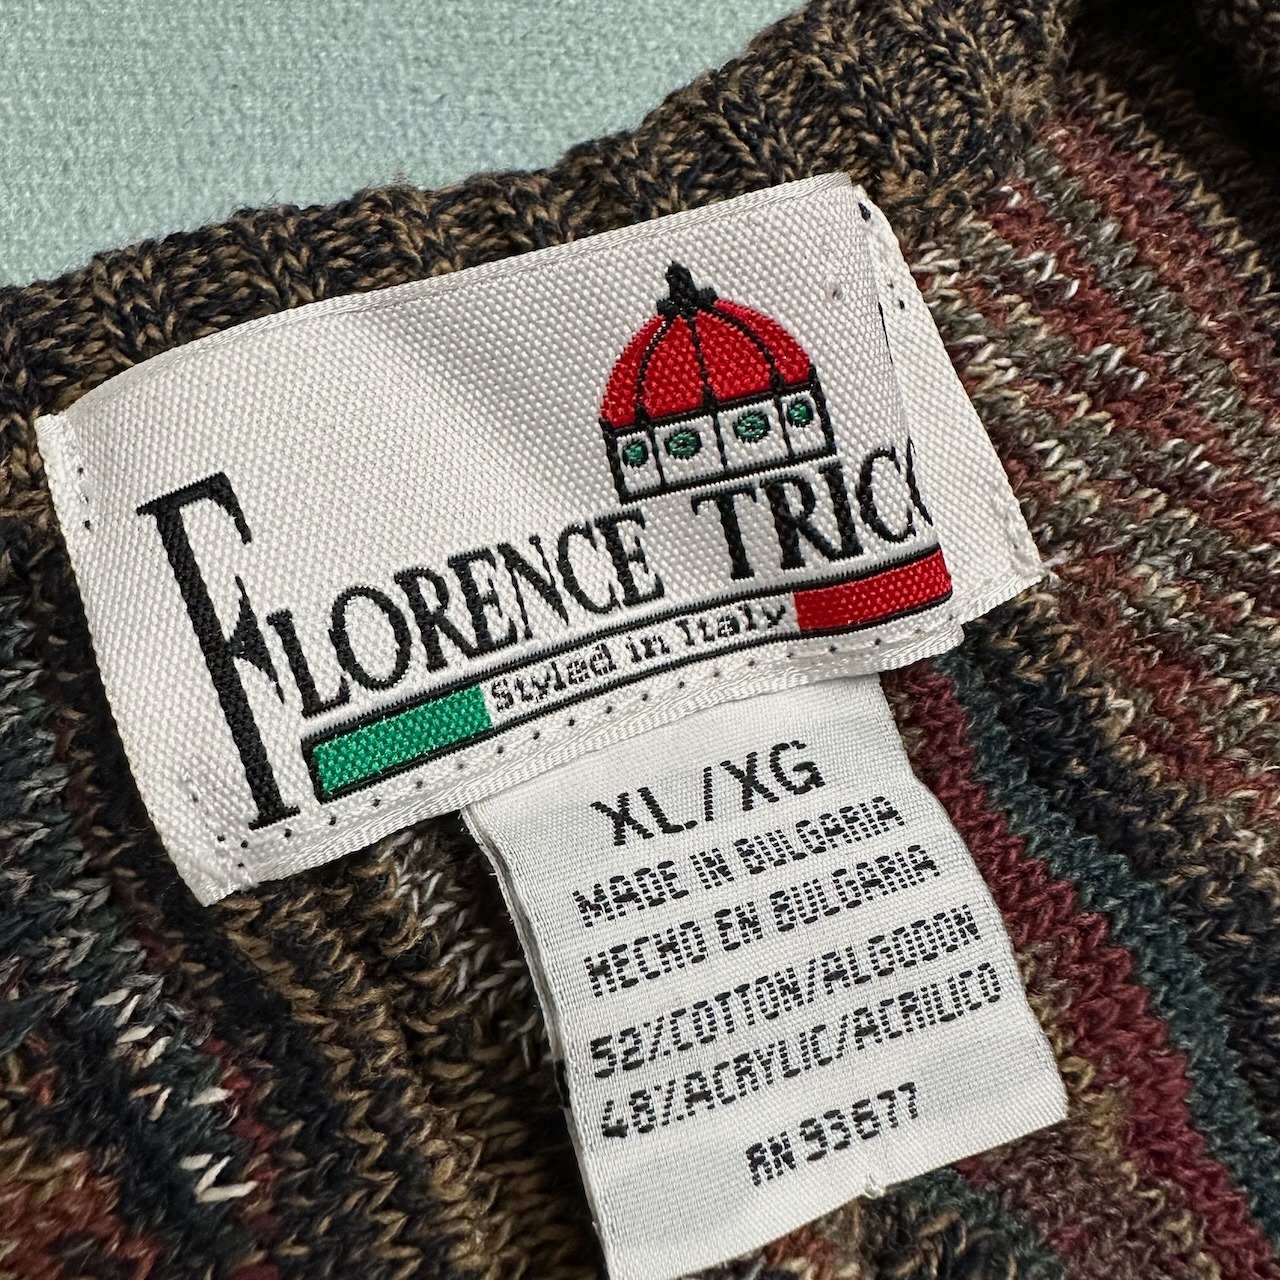 FLORENCE TRICO
Styled in Italy
XL/XG
MADE IN BULGARIA
HECHO EN BULGARIA
52%COTTON/ALGODON
48%ACRYLIC/ACRILICO
RN 93677